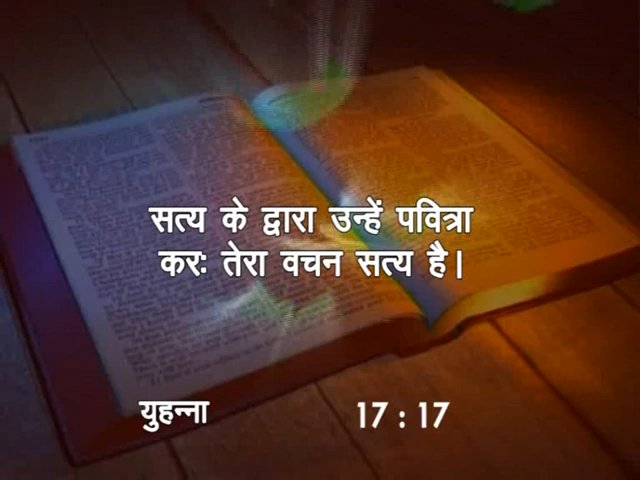 सत्य के द्वारा उन्हें पवित्रा
करः तेरा वचन सत्य है।
युहन्ना 17 : 17